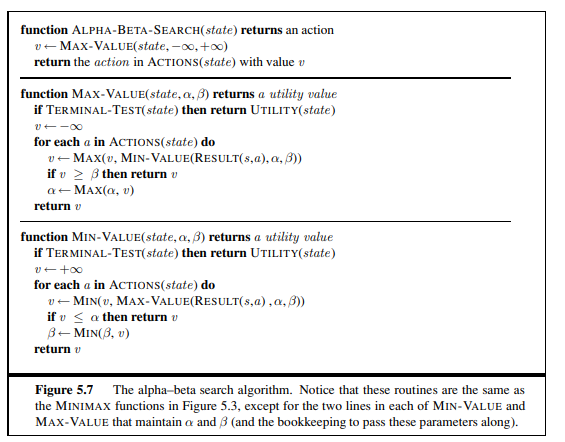 function ALPHA-BETA-SEARCH(state) returns an action
v ← MAX-VALUE(state, −∞, +∞)
return the action in ACTIONS(state) with value v
function MAX-VALUE(state, α, β) returns a utility value
if TERMINAL-TEST(state) then return UTILITY(state)
v ← −∞
for each a in ACTIONS(state) do
v ← MAX(v, MIN-VALUE(RESULT(s,a), α, β))
if v ≥ β then return v
α ← MAX(α, v)
return v
function MIN-VALUE(state, α, β) returns a utility value
if TERMINAL-TEST(state) then return UTILITY(state)
v ← +∞
for each a in ACTIONS(state) do
v ← MIN(v, MAX-VALUE(RESULT(s,a) , α, β))
if v ≤ α then return v
β ← MIN(β, v)
return v
Figure 5.7 The alpha–beta search algorithm. Notice that these routines are the same as
the MINIMAX functions in Figure 5.3, except for the two lines in each of MIN-VALUE and
MAX-VALUE that maintain α and β (and the bookkeeping to pass these parameters along).